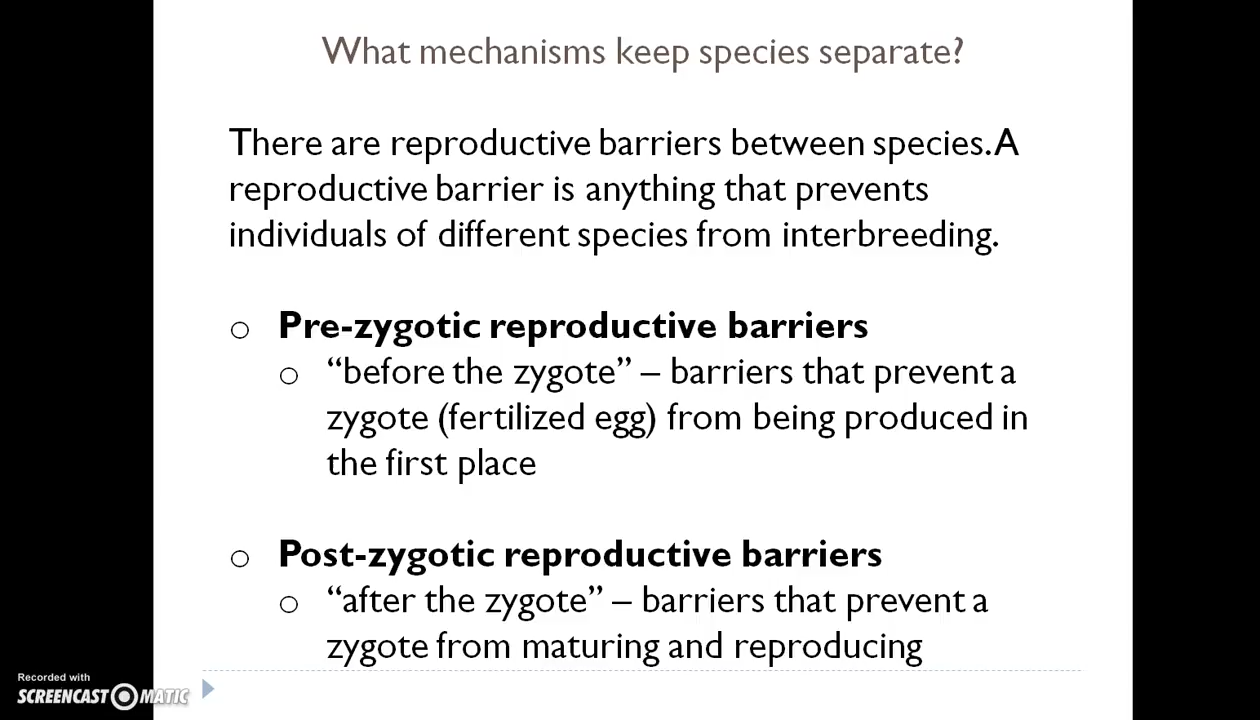 What mechanisms keep species separate?
There are reproductive barriers between species. A
reproductive barrier is anything that prevents
individuals of different species from interbreeding.
Pre-zygotic reproductive barriers
“before the zygote” – barriers that prevent a
zygote (fertilized egg) from being produced in
the first place
Post-zygotic reproductive barriers
“after the zygote” – barriers that prevent a
zygote from maturing and reproducing
Recorded with
SCREENCAST MATIC